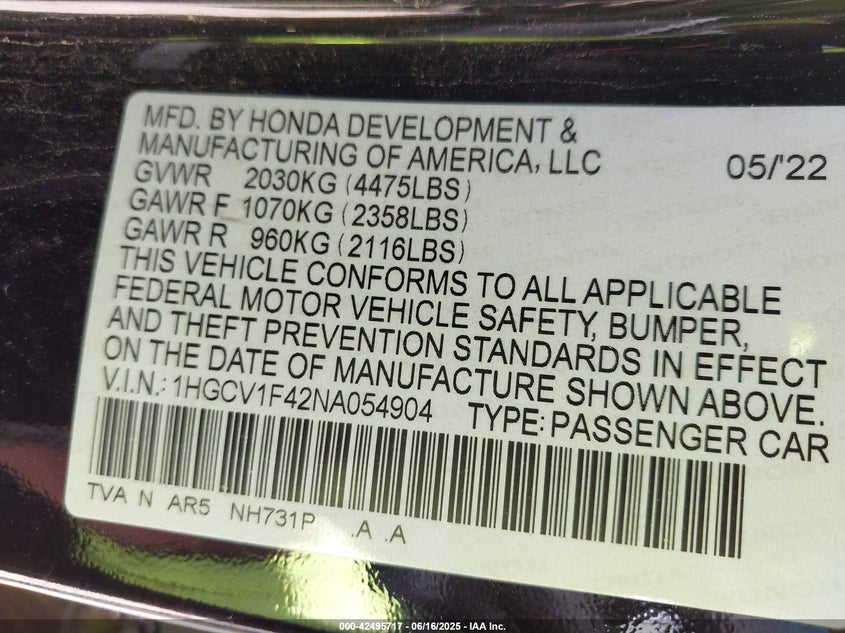 MFD. BY HONDA DEVELOPMENT &
MANUFACTURING OF AMERICA, LLC 05/'22
GVWR 2030KG (4475LBS)
GAWR F 1070KG (2358LBS)
GAWR R 960KG (2116LBS)
THIS VEHICLE CONFORMS TO ALL APPLICABLE
FEDERAL MOTOR VEHICLE SAFETY, BUMPER,
AND THEFT PREVENTION STANDARDS IN EFFECT
ON THE DATE OF MANUFACTURE SHOWN ABOVE.
V.I.N.: 1HGCV1F42NA054904 TYPE: PASSENGER CAR
TVA N AR5 NH731P .A .A
000-42495717 - 06/16/2025 - IAA Inc.